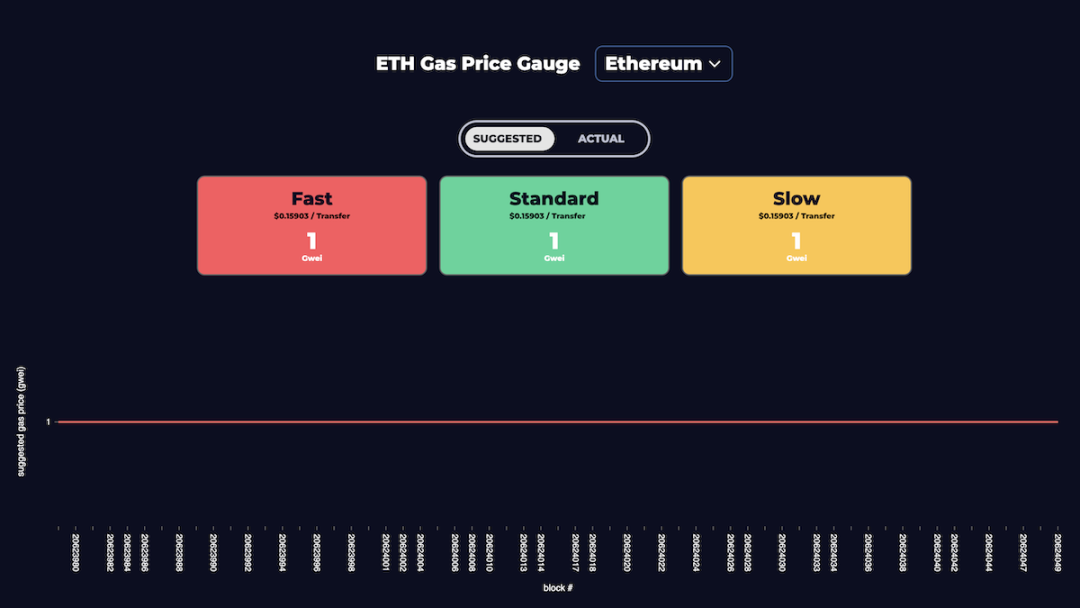 ETH Gas Price Gauge
Ethereum
SUGGESTED
ACTUAL
Fast
$0.15903 / Transfer
1
Gwei
Standard
$0.15903 / Transfer
1
Gwei
Slow
$0.15903 / Transfer
1
Gwei
suggested gas price (gwei)
1
20623980
20623982
20623984
20623986
20623988
20623990
20623992
20623994
20623996
20623998
20624001
20624002
20624004
20624006
20624008
20624010
20624013
20624014
20624017
20624018
20624020
20624022
20624024
20624026
20624028
20624030
20624033
20624034
20624036
20624038
20624040
20624042
20624044
20624047
20624049
block #